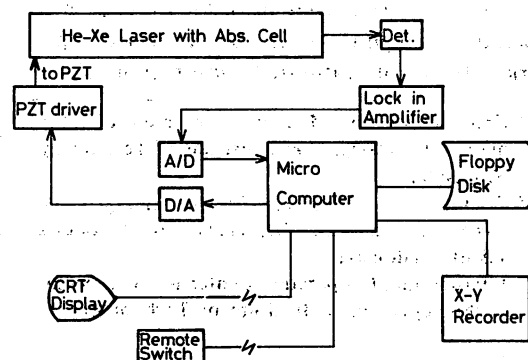 He-Xe Laser with Abs. Cell
Det.
to PZT
PZT driver
Lock in
Amplifier
A/D
Micro
Computer
Floppy
Disk
D/A
CRT
Display
X-Y
Recorder
Remote
Switch